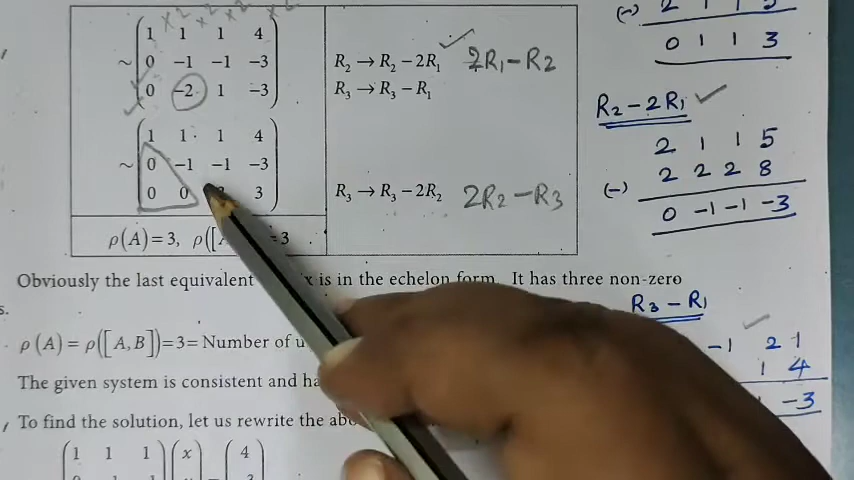 ×2 ×2 ×2 ×2
1 1 1 4
~ 0 −1 −1 −3
0 −2 1 −3
R₂ → R₂ − 2R₁ ✓ 2R₁ − R₂
R₃ → R₃ − R₁
1 1 1 4
~ 0 −1 −1 −3
0 0 3
R₃ → R₃ − 2R₂ 2R₂ − R₃
ρ(A) = 3, ρ([A = 3
Obviously the last equivalent x is in the echelon form. It has three non-zero
s.
ρ(A) = ρ([A, B]) = 3 = Number of u
The given system is consistent and ha
To find the solution, let us rewrite the abo
1 1 1 x 4
(−)
0 1 1 3
R₂ − 2R₁ ✓
2 1 1 5
(−) 2 2 2 8
0 −1 −1 −3
R₃ − R₁
−1 2 1
1 4
−3